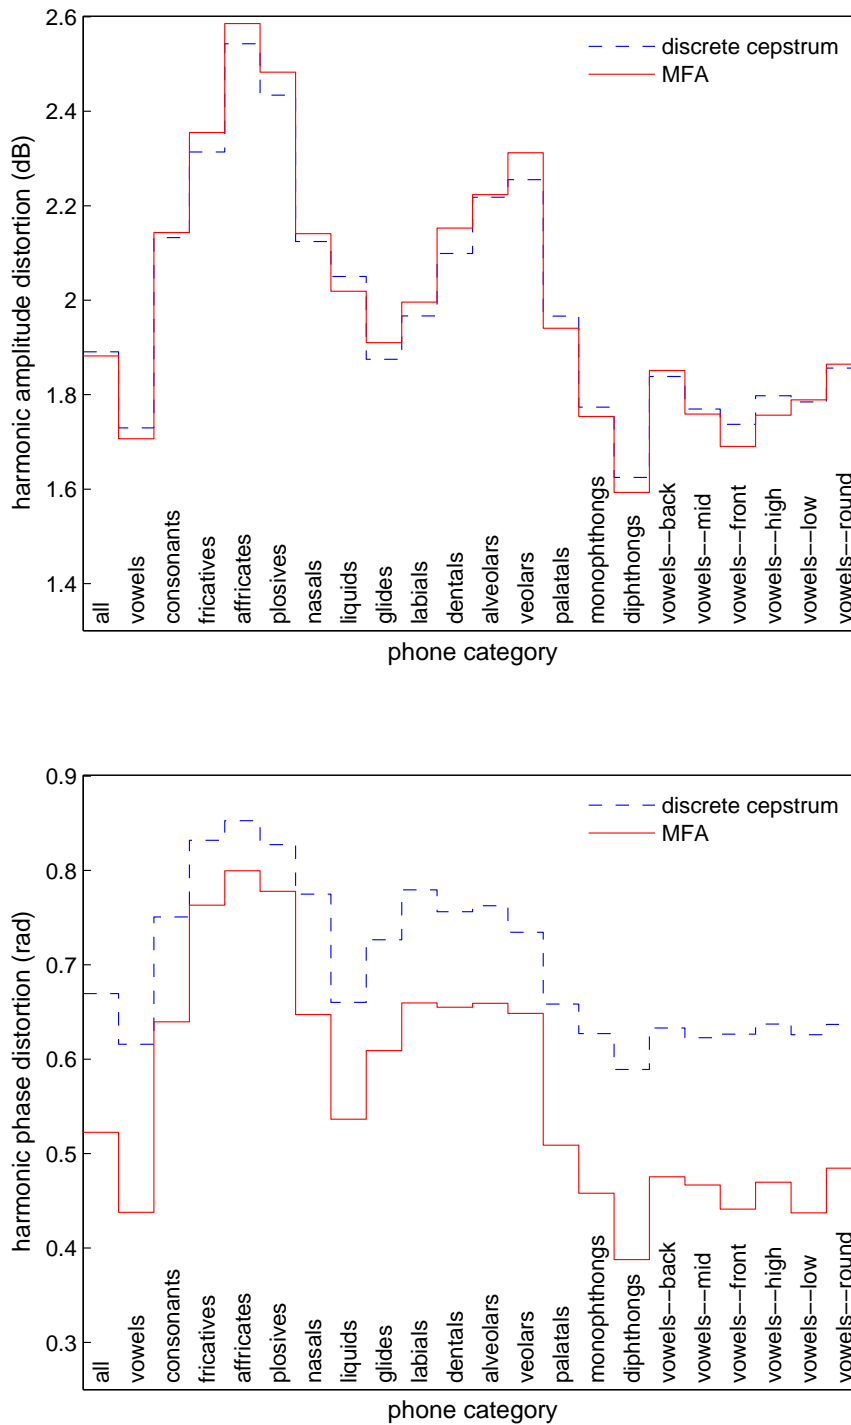 2.6
2.4
2.2
2
1.8
1.6
1.4
harmonic amplitude distortion (dB)
discrete cepstrum
MFA
all
vowels
consonants
fricatives
affricates
plosives
nasals
liquids
glides
labials
dentals
alveolars
veolars
palatals
monophthongs
diphthongs
vowels---back
vowels---mid
vowels---front
vowels---high
vowels---low
vowels---round
phone category
0.9
0.8
0.7
0.6
0.5
0.4
0.3
harmonic phase distortion (rad)
discrete cepstrum
MFA
all
vowels
consonants
fricatives
affricates
plosives
nasals
liquids
glides
labials
dentals
alveolars
veolars
palatals
monophthongs
diphthongs
vowels---back
vowels---mid
vowels---front
vowels---high
vowels---low
vowels---round
phone category